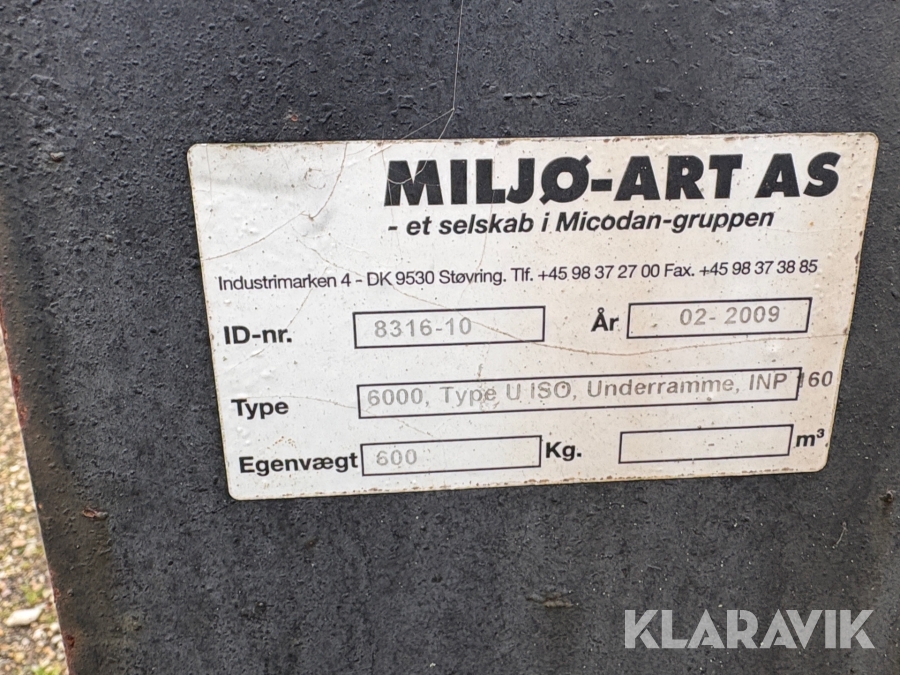 MILJØ-ART AS
- et selskab i Micodan-gruppen
Industrimarken 4 - DK 9530 Støvring. Tlf. +45 98 37 27 00 Fax. +45 98 37 38 85
ID-nr. 8316-10 År 02-2009
Type 6000, Type U ISO, Underramme, INP 160
Egenvægt 600 Kg. - m³
KLARAVIK